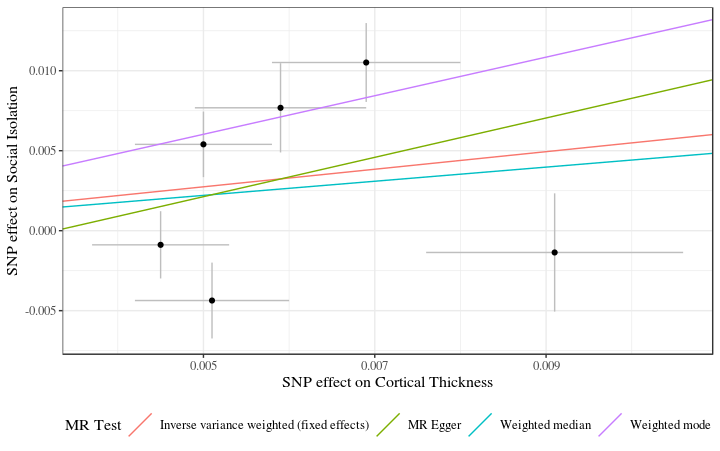 SNP effect on Social Isolation
0.010
0.005
0.000
-0.005
0.005 0.007 0.009
SNP effect on Cortical Thickness
MR Test Inverse variance weighted (fixed effects) MR Egger Weighted median Weighted mode